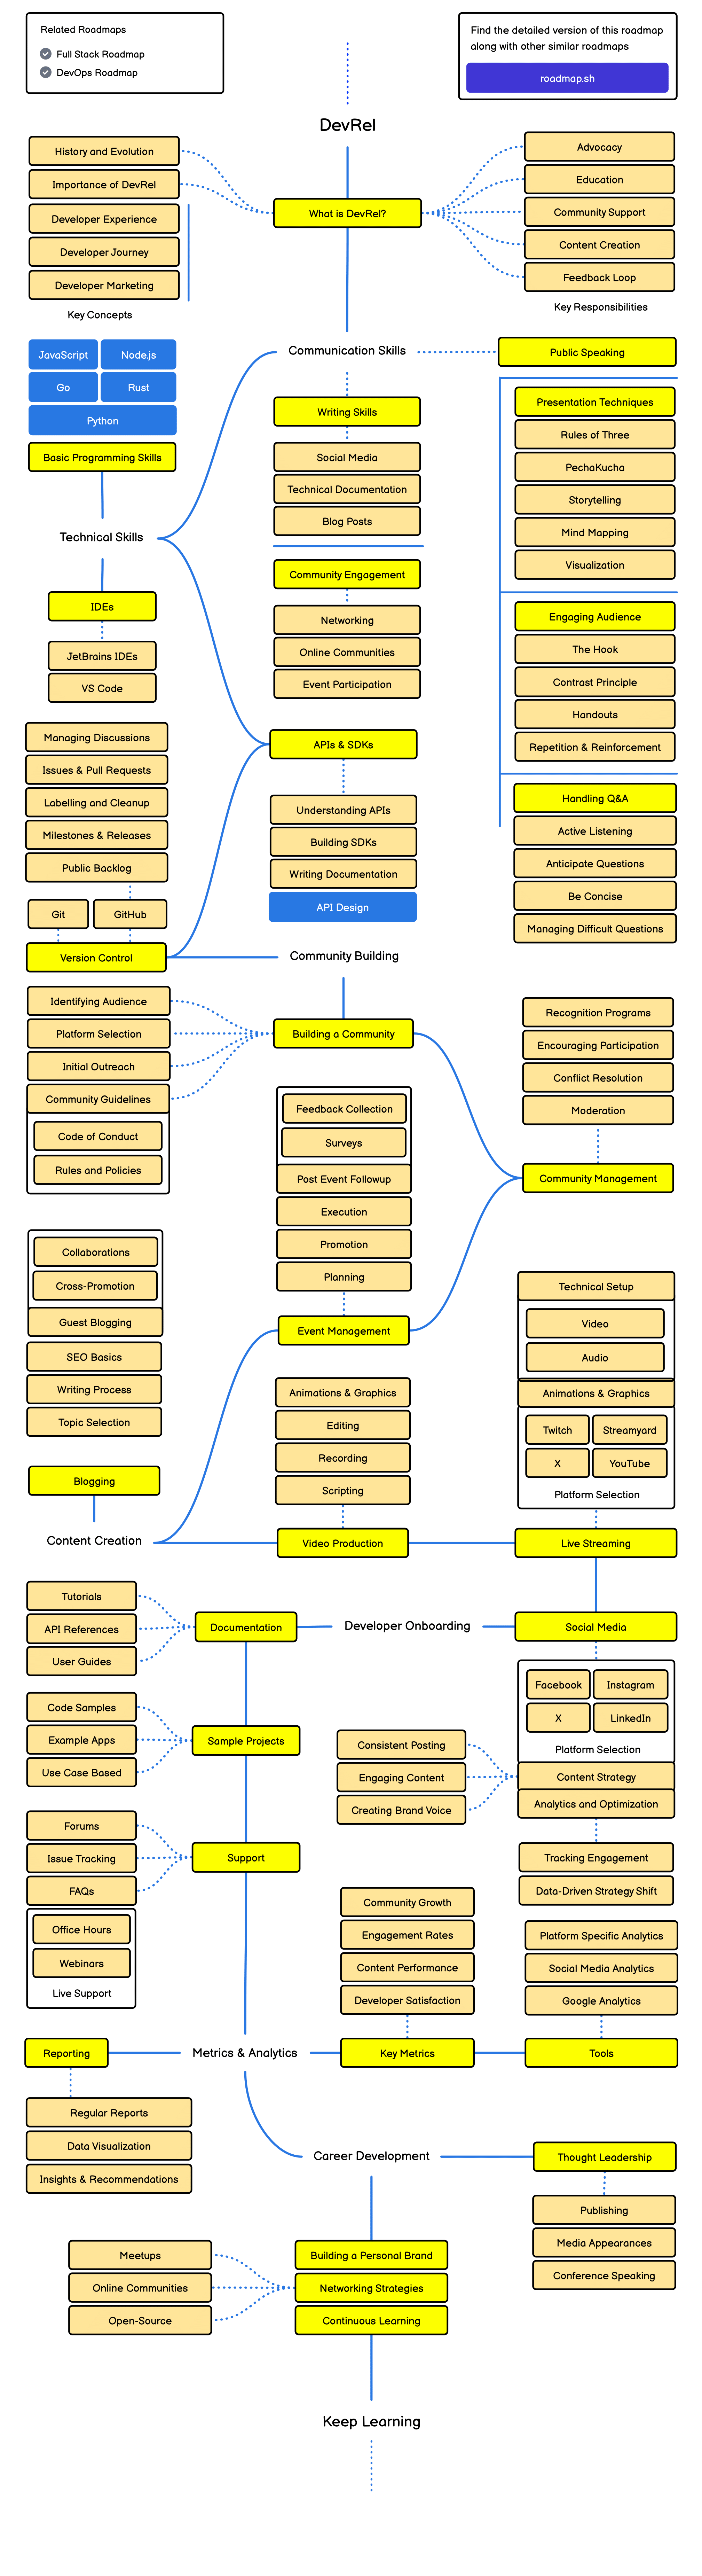 Related Roadmaps
Full Stack Roadmap
DevOps Roadmap
Find the detailed version of this roadmap
along with other similar roadmaps
roadmap.sh
DevRel
History and Evolution
Importance of DevRel
Developer Experience
Developer Journey
Developer Marketing
Key Concepts
What is DevRel?
Advocacy
Education
Community Support
Content Creation
Feedback Loop
Key Responsibilities
JavaScript
Node.js
Go
Rust
Python
Basic Programming Skills
Technical Skills
IDEs
JetBrains IDEs
VS Code
Communication Skills
Writing Skills
Social Media
Technical Documentation
Blog Posts
Community Engagement
Networking
Online Communities
Event Participation
Public Speaking
Presentation Techniques
Rules of Three
PechaKucha
Storytelling
Mind Mapping
Visualization
Engaging Audience
The Hook
Contrast Principle
Handouts
Repetition & Reinforcement
Handling Q&A
Active Listening
Anticipate Questions
Be Concise
Managing Difficult Questions
Managing Discussions
Issues & Pull Requests
Labelling and Cleanup
Milestones & Releases
Public Backlog
Git
GitHub
Version Control
APIs & SDKs
Understanding APIs
Building SDKs
Writing Documentation
API Design
Community Building
Identifying Audience
Platform Selection
Initial Outreach
Community Guidelines
Code of Conduct
Rules and Policies
Building a Community
Recognition Programs
Encouraging Participation
Conflict Resolution
Moderation
Community Management
Feedback Collection
Surveys
Post Event Followup
Execution
Promotion
Planning
Event Management
Collaborations
Cross-Promotion
Guest Blogging
SEO Basics
Writing Process
Topic Selection
Blogging
Content Creation
Animations & Graphics
Editing
Recording
Scripting
Video Production
Technical Setup
Video
Audio
Animations & Graphics
Twitch
Streamyard
X
YouTube
Platform Selection
Live Streaming
Tutorials
API References
User Guides
Documentation
Developer Onboarding
Social Media
Code Samples
Example Apps
Use Case Based
Sample Projects
Facebook
Instagram
X
LinkedIn
Platform Selection
Content Strategy
Analytics and Optimization
Consistent Posting
Engaging Content
Creating Brand Voice
Tracking Engagement
Data-Driven Strategy Shift
Forums
Issue Tracking
FAQs
Office Hours
Webinars
Live Support
Support
Community Growth
Engagement Rates
Content Performance
Developer Satisfaction
Platform Specific Analytics
Social Media Analytics
Google Analytics
Reporting
Metrics & Analytics
Key Metrics
Tools
Regular Reports
Data Visualization
Insights & Recommendations
Career Development
Thought Leadership
Publishing
Media Appearances
Conference Speaking
Meetups
Online Communities
Open-Source
Building a Personal Brand
Networking Strategies
Continuous Learning
Keep Learning